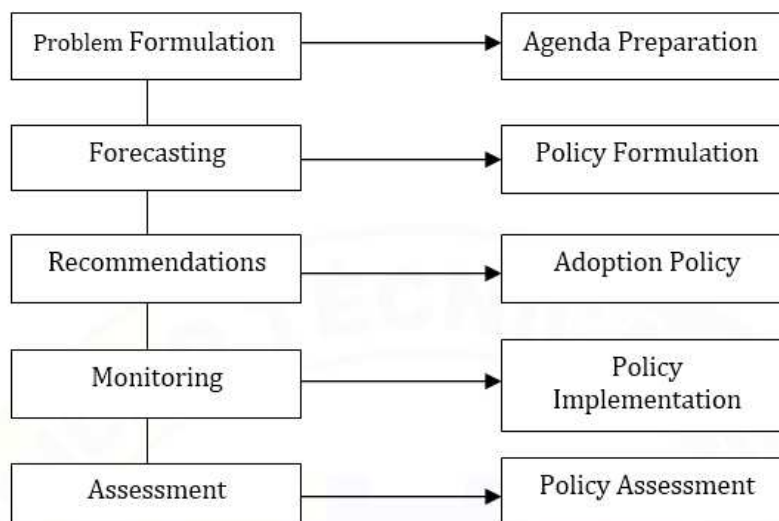 Problem Formulation
Agenda Preparation
Forecasting
Policy Formulation
Recommendations
Adoption Policy
Monitoring
Policy
Implementation
Assessment
Policy Assessment